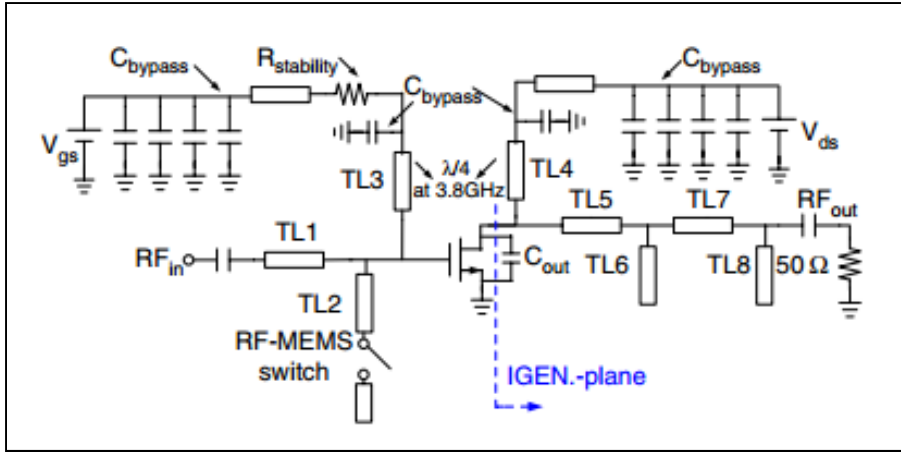 Cbypass
Rstability
Cbypass
Cbypass
Vgs
Vds
TL3
λ/4
at 3.8GHz
TL4
TL5
TL7
RFout
RFin
TL1
Cout
TL6
TL8
50 Ω
TL2
RF-MEMS
switch
IGEN.-plane